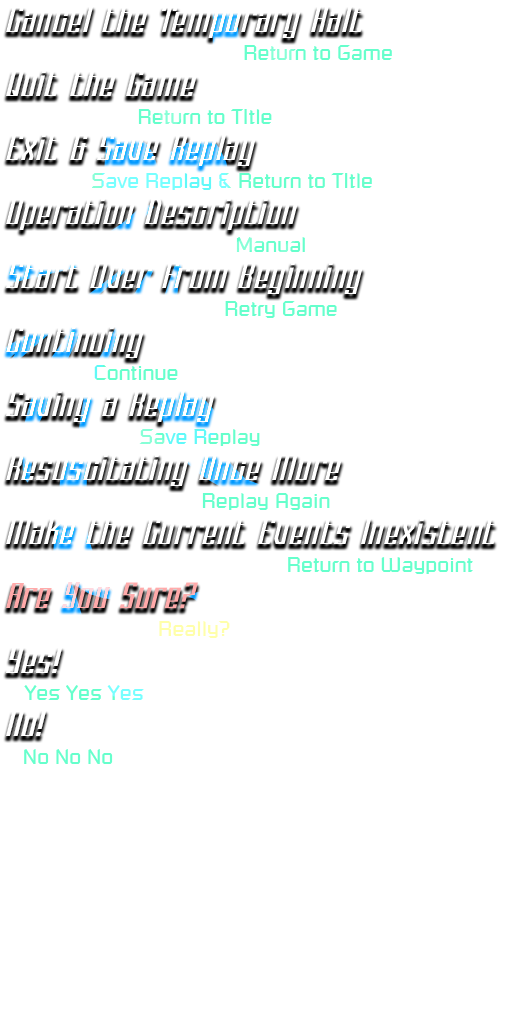 Cancel the Temporary Halt
Return to Game
Quit the Game
Return to TItle
Exit & Save Replay
Save Replay & Return to TItle
Operation Description
Manual
Start Over From Beginning
Retry Game
Continuing
Continue
Saving a Replay
Save Replay
Resuscitating Once More
Replay Again
Make the Current Events Inexistent
Return to Waypoint
Are You Sure?
Really?
Yes!
Yes Yes Yes
No!
No No No